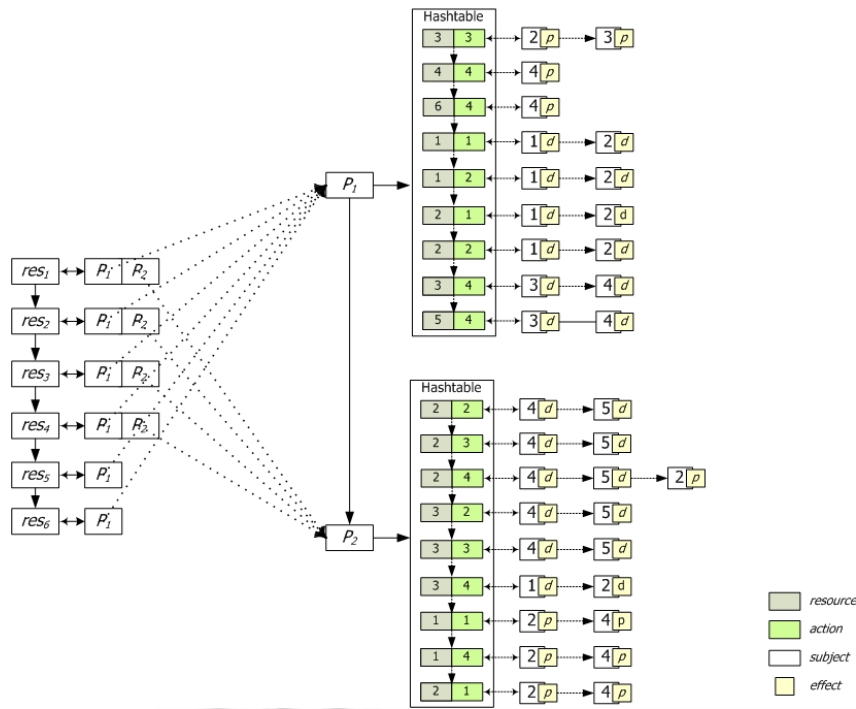 Hashtable
3 3 2 p 3 p
4 4 4 p
6 4 4 p
1 1 1 d 2 d
1 2 1 d 2 d
P1
2 1 1 d 2 d
2 2 1 d 2 d
res1 P1 P2
3 4 3 d 4 d
res2 P1 P2
5 4 3 d 4 d
res3 P1 P2
Hashtable
2 2 4 d 5 d
res4 P1 P2
2 3 4 d 5 d
res5 P1
2 4 4 d 5 d 2 p
res6 P1
3 2 4 d 5 d
P2
3 3 4 d 5 d
3 4 1 d 2 d
resource
1 1 2 p 4 p
action
1 4 2 p 4 p
subject
2 1 2 p 4 p
effect